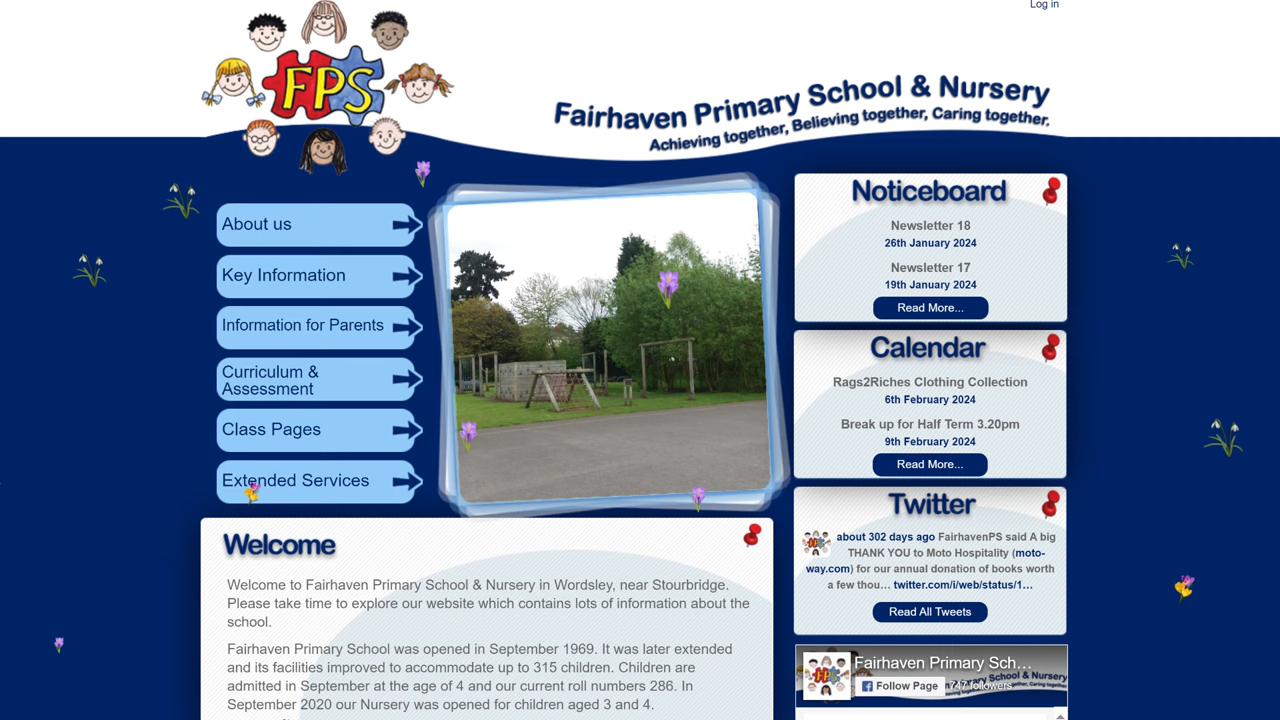 Log in
FPS
Fairhaven Primary School & Nursery
Achieving together, Believing together, Caring together.
About us
Key Information
Information for Parents
Curriculum &
Assessment
Class Pages
Extended Services
Noticeboard
Newsletter 18
26th January 2024
Newsletter 17
19th January 2024
Read More...
Calendar
Rags2Riches Clothing Collection
6th February 2024
Break up for Half Term 3.20pm
9th February 2024
Read More...
Twitter
about 302 days ago FairhavenPS said A big
THANK YOU to Moto Hospitality (moto-
way.com) for our annual donation of books worth
a few thou… twitter.com/i/web/status/1…
Read All Tweets
Fairhaven Primary Sch...
Follow Page
747 followers
Welcome
Welcome to Fairhaven Primary School & Nursery in Wordsley, near Stourbridge.
Please take time to explore our website which contains lots of information about the
school.
Fairhaven Primary School was opened in September 1969. It was later extended
and its facilities improved to accommodate up to 315 children. Children are
admitted in September at the age of 4 and our current roll numbers 286. In
September 2020 our Nursery was opened for children aged 3 and 4.